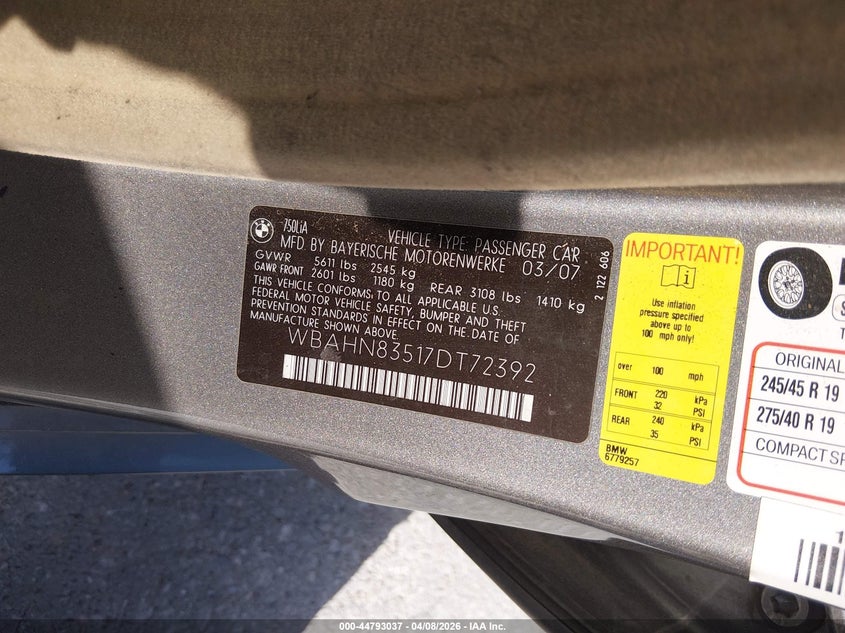 750LiA
VEHICLE TYPE: PASSENGER CAR
MFD. BY BAYERISCHE MOTORENWERKE 03/07
GVWR 5611 lbs 2545 kg
GAWR FRONT 2601 lbs 1180 kg REAR 3108 lbs 1410 kg
THIS VEHICLE CONFORMS TO ALL APPLICABLE U.S.
FEDERAL MOTOR VEHICLE SAFETY, BUMPER AND THEFT
PREVENTION STANDARDS IN EFFECT ON THE DATE OF
MANUFACTURE SHOWN ABOVE.
WBAHN83517DT72392
2 122 606
IMPORTANT!
Use inflation
pressure specified
above up to
100 mph only!
over 100 mph
FRONT 220 kPa
32 PSI
REAR 240 kPa
35 PSI
BMW
6779257
ORIGINAL
245/45 R 19
275/40 R 19
COMPACT SP
000-44793037 - 04/08/2026 - IAA Inc.